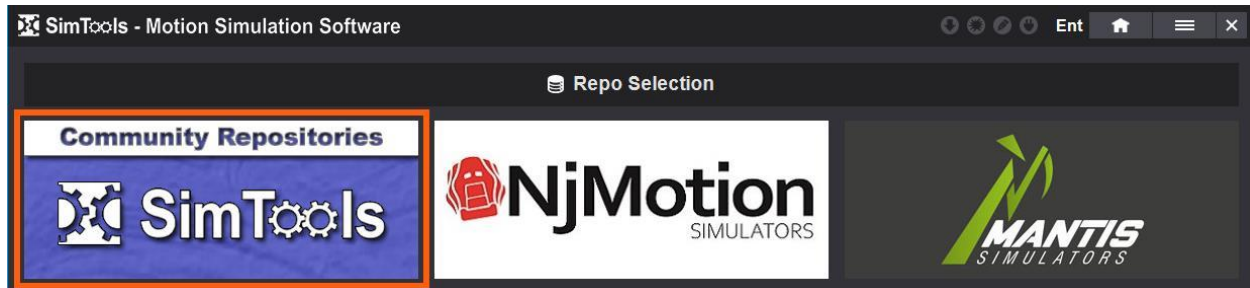 SimTools - Motion Simulation Software
Ent
Repo Selection
Community Repositories
SimTools
NjMotion
SIMULATORS
MANTIS
SIMULATORS